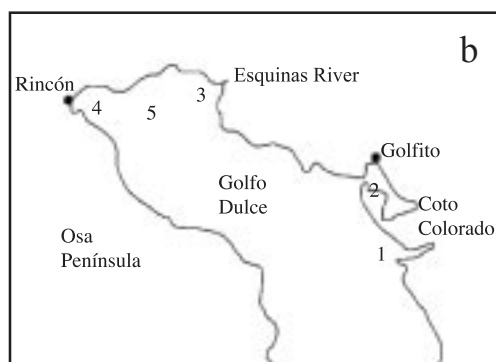 b
Rincón
Esquinas River
4
5
3
Golfito
Golfo
Dulce
2
Coto
Colorado
Osa
Península
1